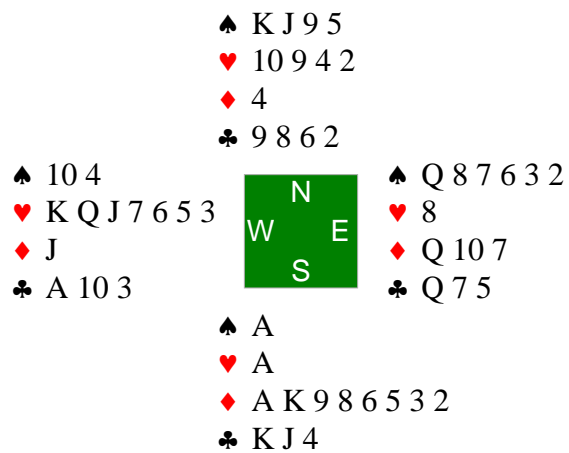 ♠ K J 9 5
♥ 10 9 4 2
♦ 4
♣ 9 8 6 2
♠ 10 4
♥ K Q J 7 6 5 3
♦ J
♣ A 10 3
N
W E
S
♠ Q 8 7 6 3 2
♥ 8
♦ Q 10 7
♣ Q 7 5
♠ A
♥ A
♦ A K 9 8 6 5 3 2
♣ K J 4